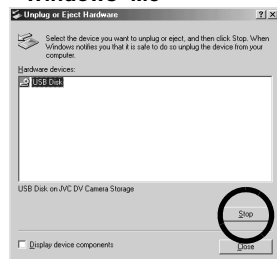 Windows® Me
Unplug or Eject Hardware
Select the device you want to unplug or eject, and then click Stop. When
Windows notifies you that it is safe to do so unplug the device from your
computer.
Hardware devices:
USB Disk
USB Disk on JVC DV Camera Storage
Stop
Display device components
Close